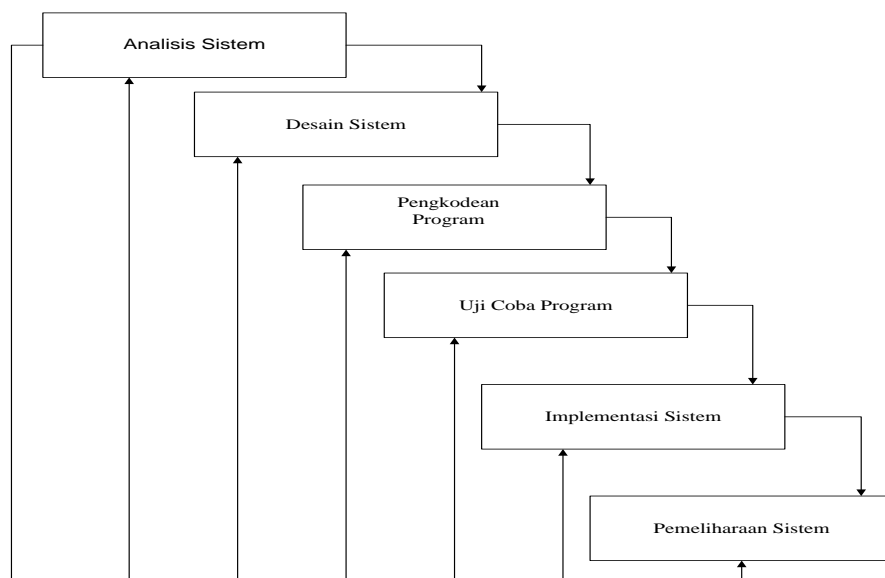 Analisis Sistem
Desain Sistem
Pengkodean
Program
Uji Coba Program
Implementasi Sistem
Pemeliharaan Sistem